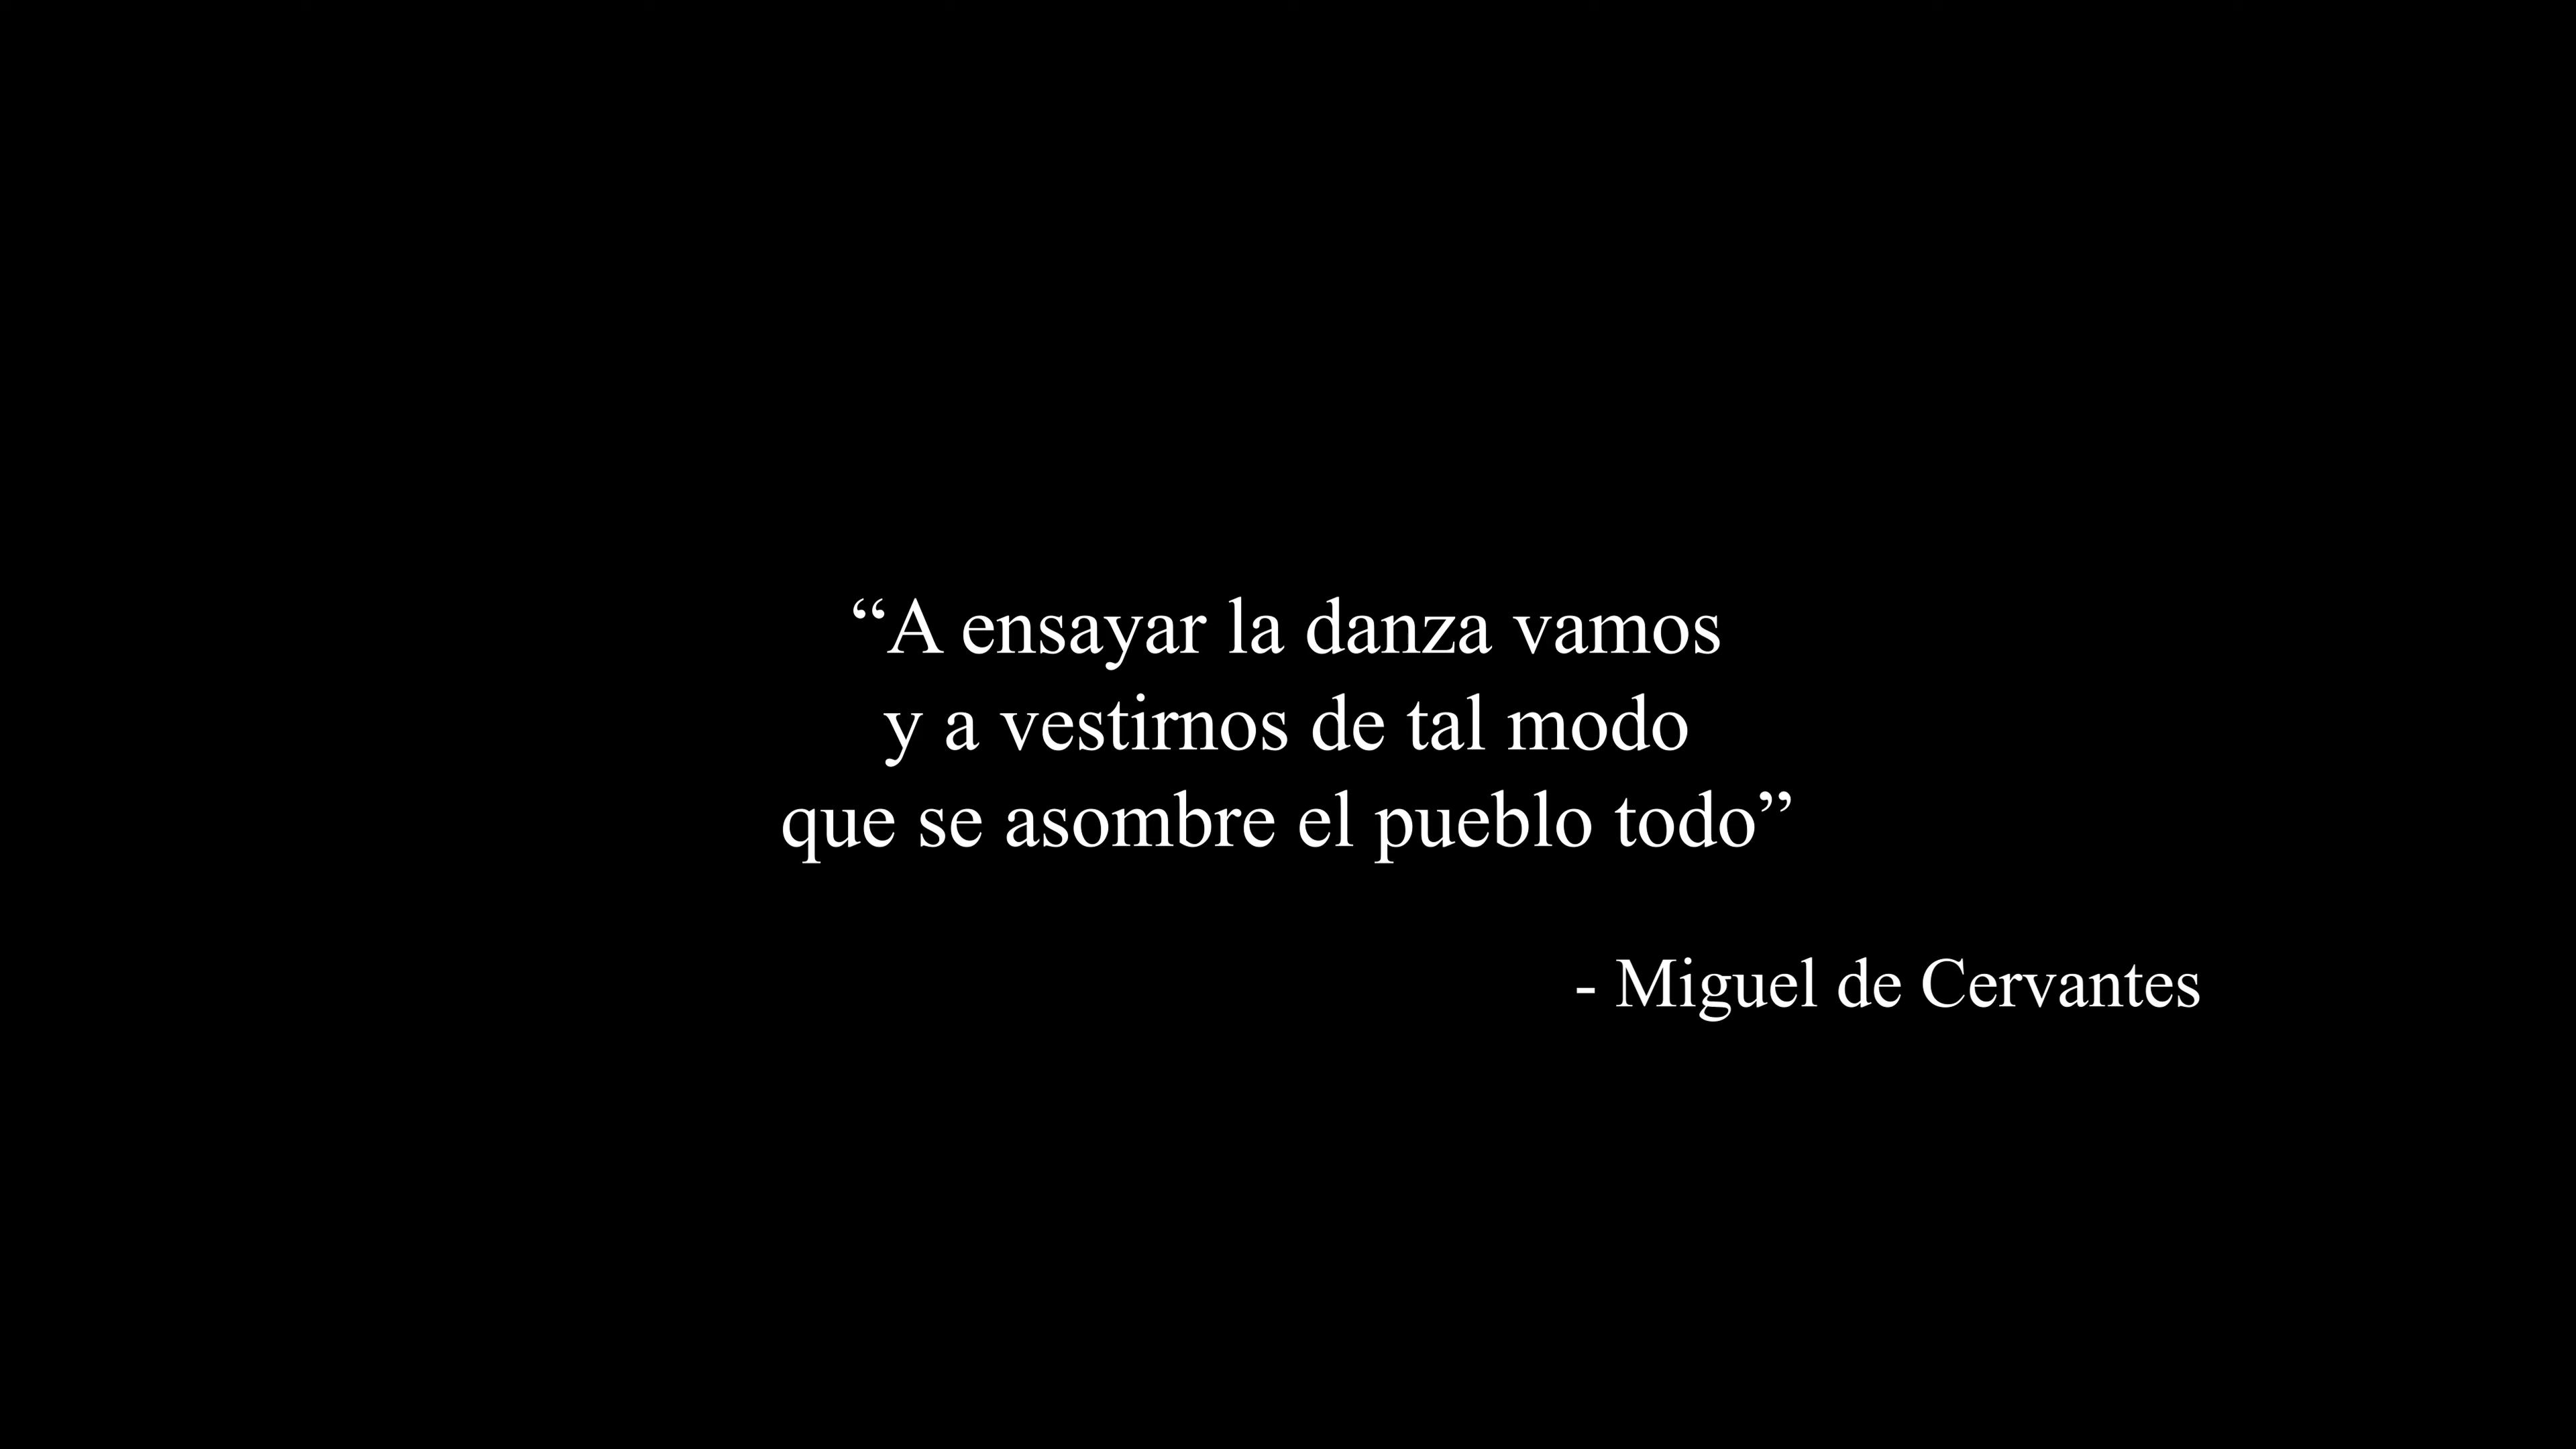 “A ensayar la danza vamos
y a vestirnos de tal modo
que se asombre el pueblo todo”
- Miguel de Cervantes